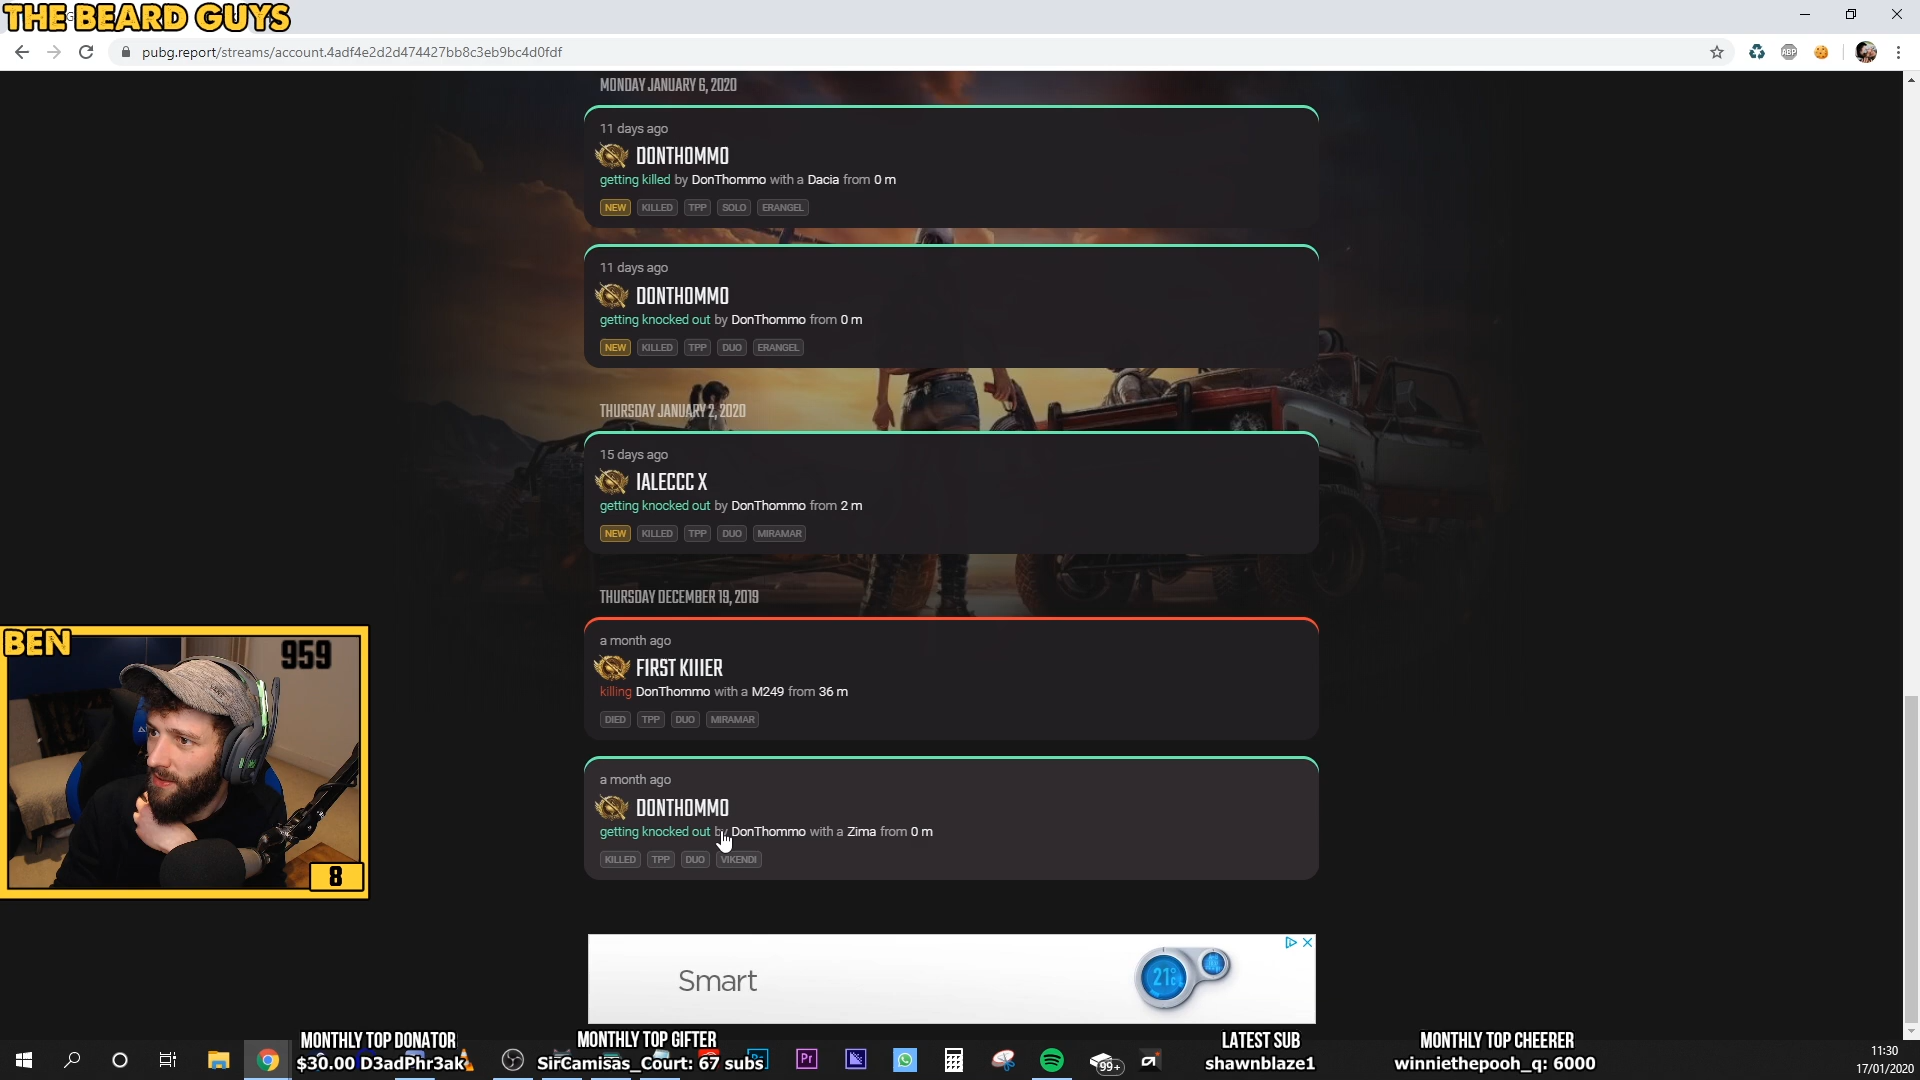 THE BEARD GUYS
pubg.report/streams/account.4adf4e2d2d474427bb8c3eb9bc4d0fdf
ABP
MONDAY JANUARY 6, 2020
11 days ago
DONTHOMMO
getting killed by DonThommo with a Dacia from 0 m
NEW KILLED TPP SOLO ERANGEL
11 days ago
DONTHOMMO
getting knocked out by DonThommo from 0 m
NEW KILLED TPP DUO ERANGEL
THURSDAY JANUARY 2, 2020
15 days ago
IALECCC X
getting knocked out by DonThommo from 2 m
NEW KILLED TPP DUO MIRAMAR
THURSDAY DECEMBER 19, 2019
a month ago
FIRST KIIIER
killing DonThommo with a M249 from 36 m
DIED TPP DUO MIRAMAR
a month ago
DONTHOMMO
getting knocked out by DonThommo with a Zima from 0 m
KILLED TPP DUO VIKENDI
BEN
959
8
Smart
21°c
MONTHLY TOP DONATOR
$30.00 D3adPhr3ak
MONTHLY TOP GIFTER
SirCamisas_Court: 67 subs
Pr
99+
LATEST SUB
shawnblaze1
MONTHLY TOP CHEERER
winniethepooh_q: 6000
11:30
17/01/2020